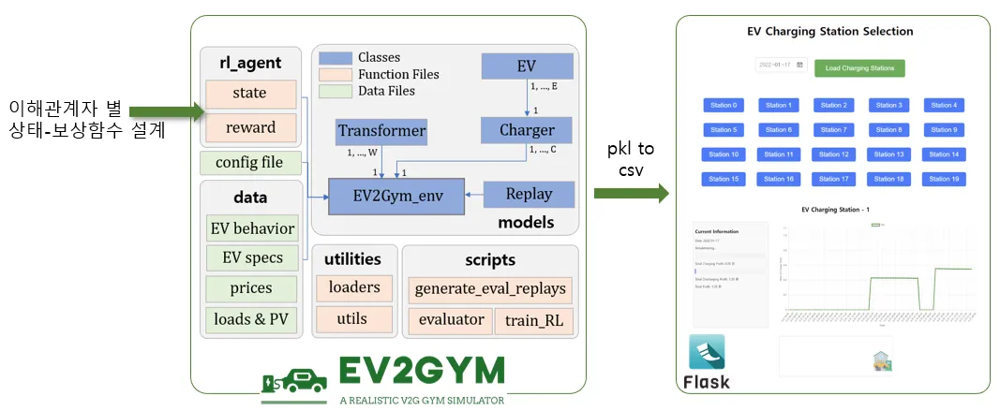 이해관계자 별
상태-보상함수 설계
rl_agent
state
reward
config file
data
EV behavior
EV specs
prices
loads & PV
Classes
Function Files
Data Files
EV
1, ..., E
1
Transformer
Charger
1, ..., W
1, ..., C
1
1
EV2Gym_env
Replay
models
utilities
loaders
utils
scripts
generate_eval_replays
evaluator
train_RL
EV2GYM
A REALISTIC V2G GYM SIMULATOR
pkl to
csv
EV Charging Station Selection
2022-01-17
Load Charging Stations
Station 0
Station 1
Station 2
Station 3
Station 4
Station 5
Station 6
Station 7
Station 8
Station 9
Station 10
Station 11
Station 12
Station 13
Station 14
Station 15
Station 16
Station 17
Station 18
Station 19
EV Charging Station - 1
Current Information
Flask